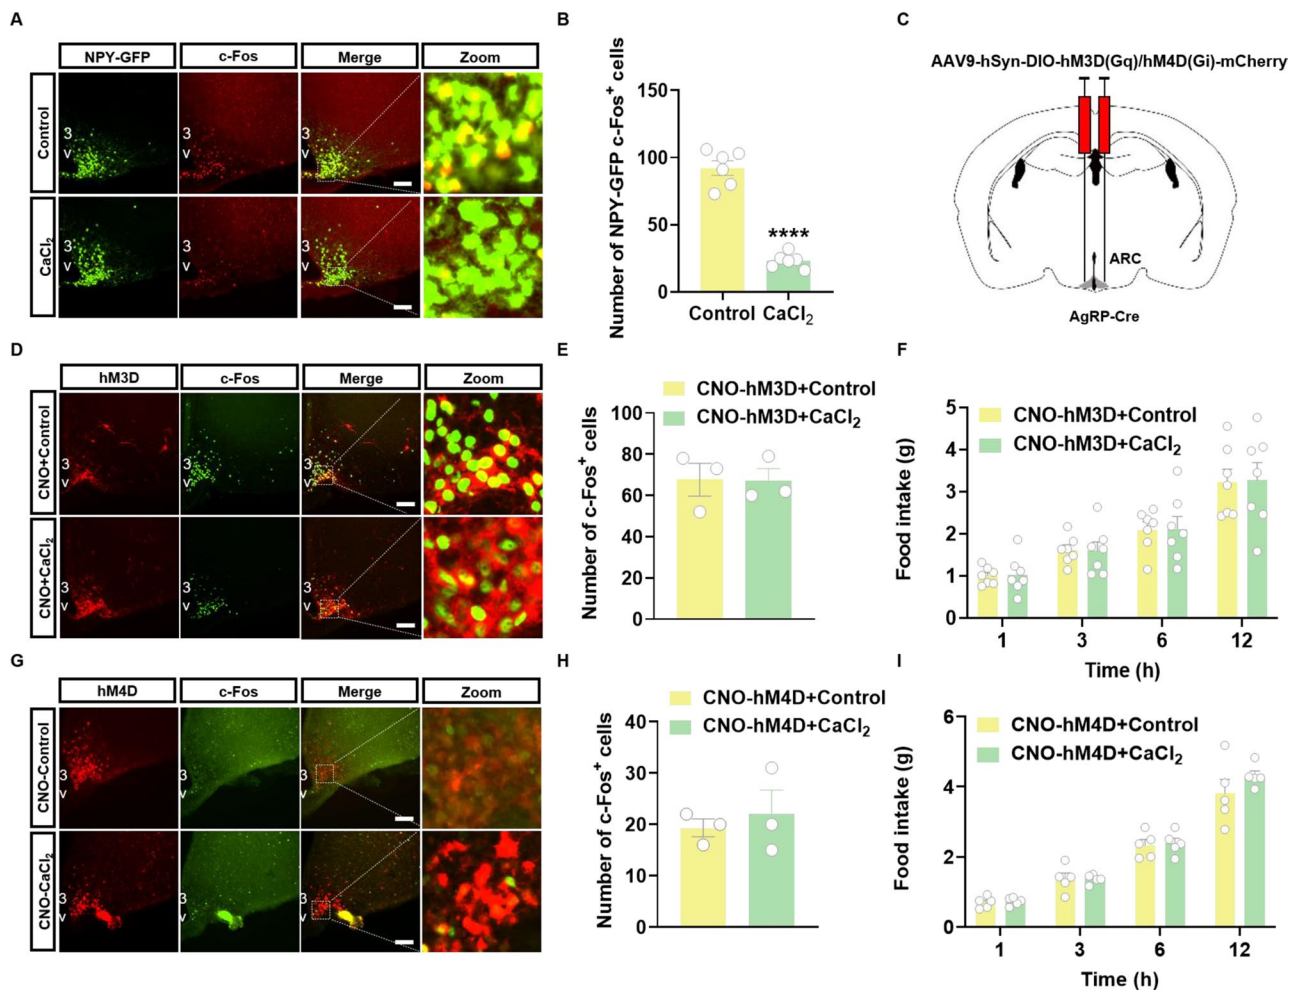 A
NPY-GFP
c-Fos
Merge
Zoom
Control
3
v
3
v
CaCl₂
3
v
3
v
B
Number of NPY-GFP c-Fos⁺ cells
150
100
50
0
****
Control
CaCl₂
C
AAV9-hSyn-DIO-hM3D(Gq)/hM4D(Gi)-mCherry
ARC
AgRP-Cre
D
hM3D
c-Fos
Merge
Zoom
CNO+Control
3
v
3
v
3
v
CNO+CaCl₂
3
v
3
v
3
v
E
CNO-hM3D+Control
CNO-hM3D+CaCl₂
Number of c-Fos⁺ cells
100
80
60
40
20
0
F
CNO-hM3D+Control
CNO-hM3D+CaCl₂
Food intake (g)
5
4
3
2
1
0
1
3
6
12
Time (h)
G
hM4D
c-Fos
Merge
Zoom
CNO-Control
3
v
3
v
3
v
CNO-CaCl₂
3
v
3
v
3
v
H
CNO-hM4D+Control
CNO-hM4D+CaCl₂
Number of c-Fos⁺ cells
40
30
20
10
0
I
CNO-hM4D+Control
CNO-hM4D+CaCl₂
Food intake (g)
6
4
2
0
1
3
6
12
Time (h)